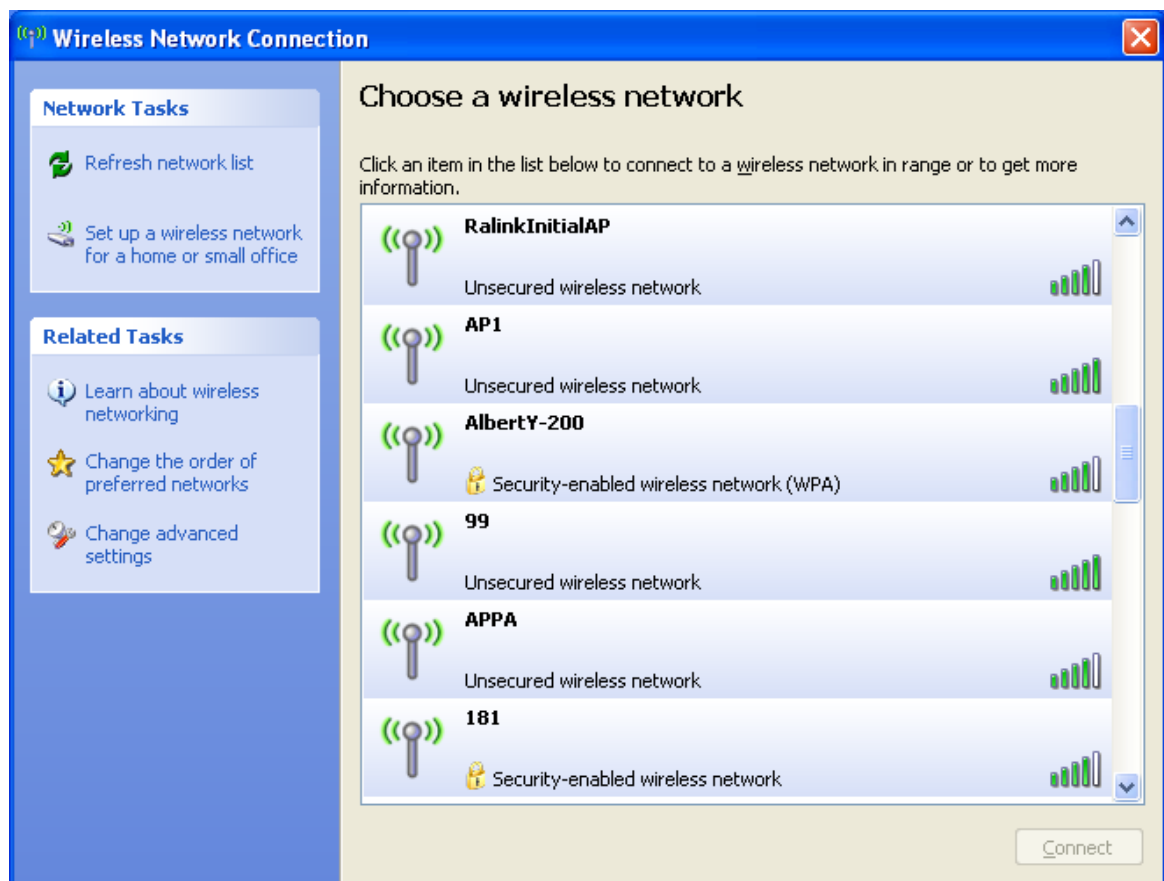 Wireless Network Connection
Network Tasks
Refresh network list
Set up a wireless network
for a home or small office
Related Tasks
Learn about wireless
networking
Change the order of
preferred networks
Change advanced
settings
Choose a wireless network
Click an item in the list below to connect to a wireless network in range or to get more
information.
RalinkInitialAP
Unsecured wireless network
AP1
Unsecured wireless network
AlbertY-200
Security-enabled wireless network (WPA)
99
Unsecured wireless network
APPA
Unsecured wireless network
181
Security-enabled wireless network
Connect